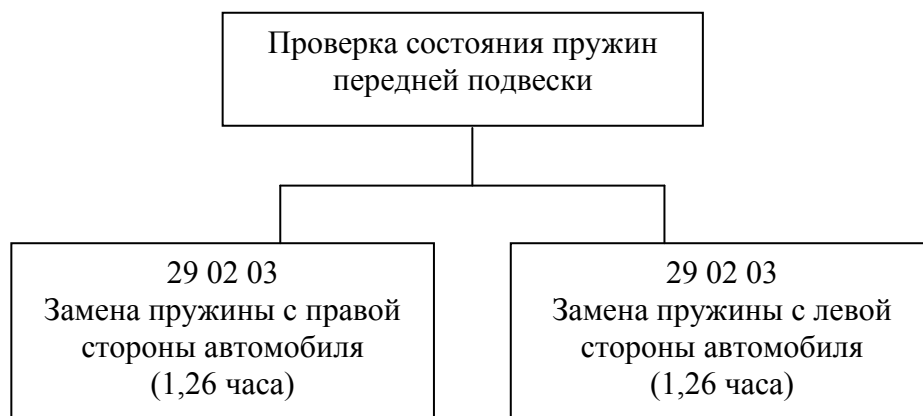 Проверка состояния пружин
передней подвески
29 02 03
Замена пружины с правой
стороны автомобиля
(1,26 часа)
29 02 03
Замена пружины с левой
стороны автомобиля
(1,26 часа)